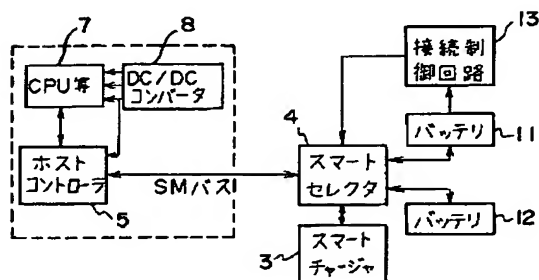 7
8
13
CPU等
DC/DC
コンバータ
接続制
御回路
4
バッテリ
11
ホスト
コントローラ
スマート
セレクタ
SMバス
5
バッテリ
12
3
スマート
チャージャ